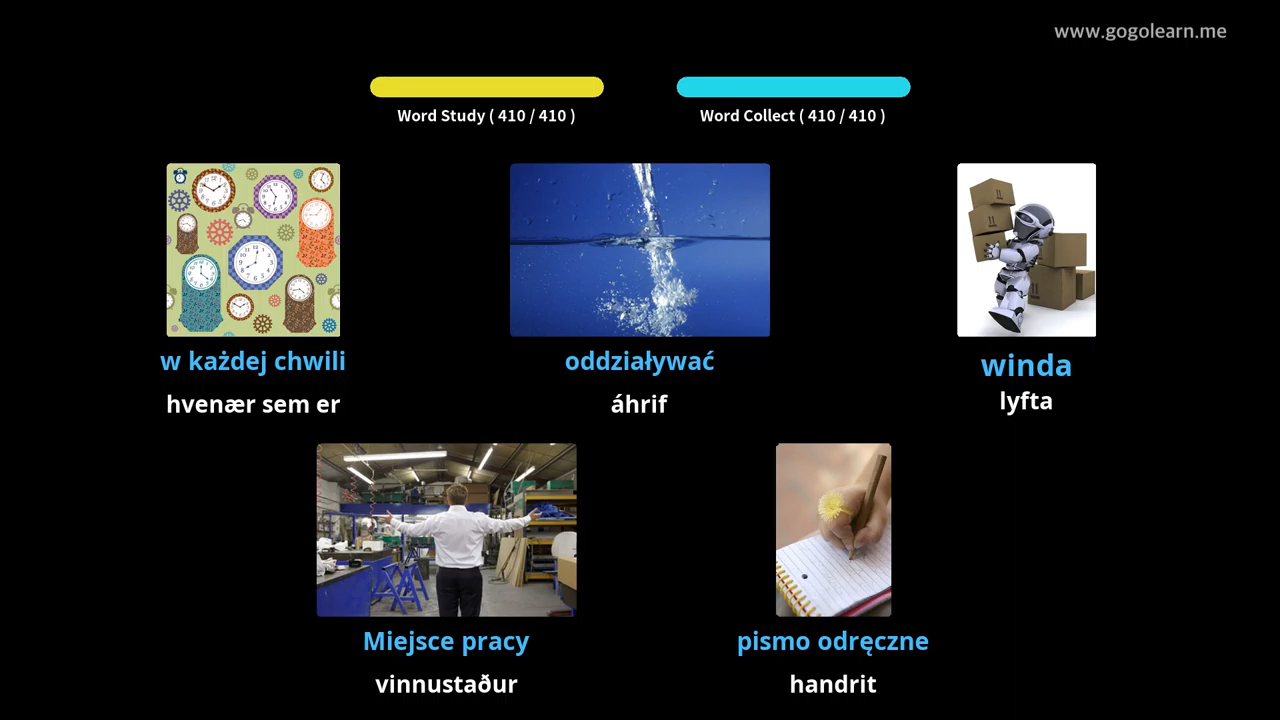 www.gogolearn.me
Word Study ( 410 / 410 )
Word Collect ( 410 / 410 )
w każdej chwili
hvenær sem er
oddziaływać
áhrif
winda
lyfta
Miejsce pracy
vinnustaður
pismo odręczne
handrit